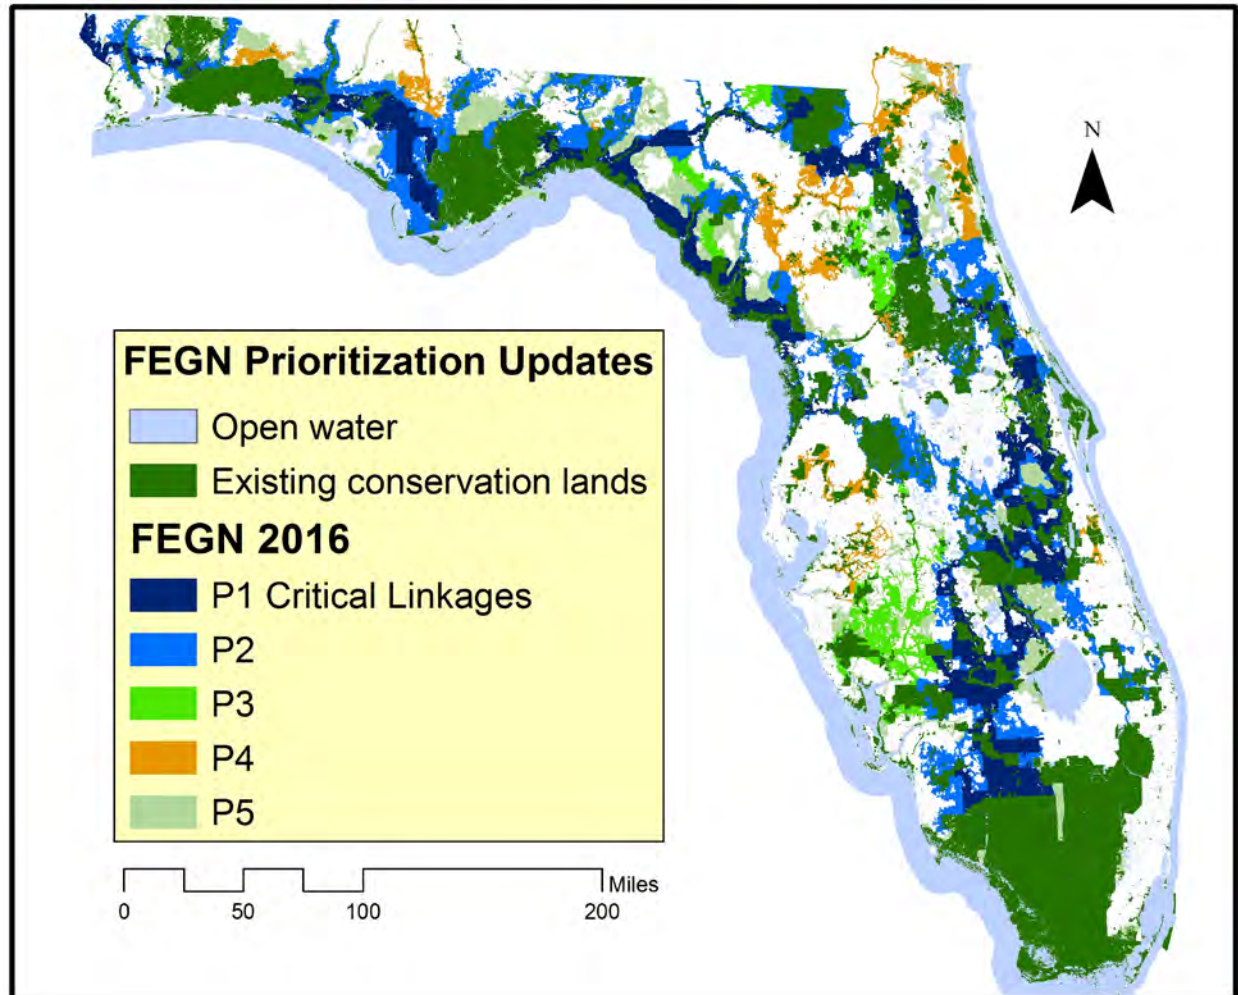 N
FEGN Prioritization Updates
Open water
Existing conservation lands
FEGN 2016
P1 Critical Linkages
P2
P3
P4
P5
Miles
0 50 100 200